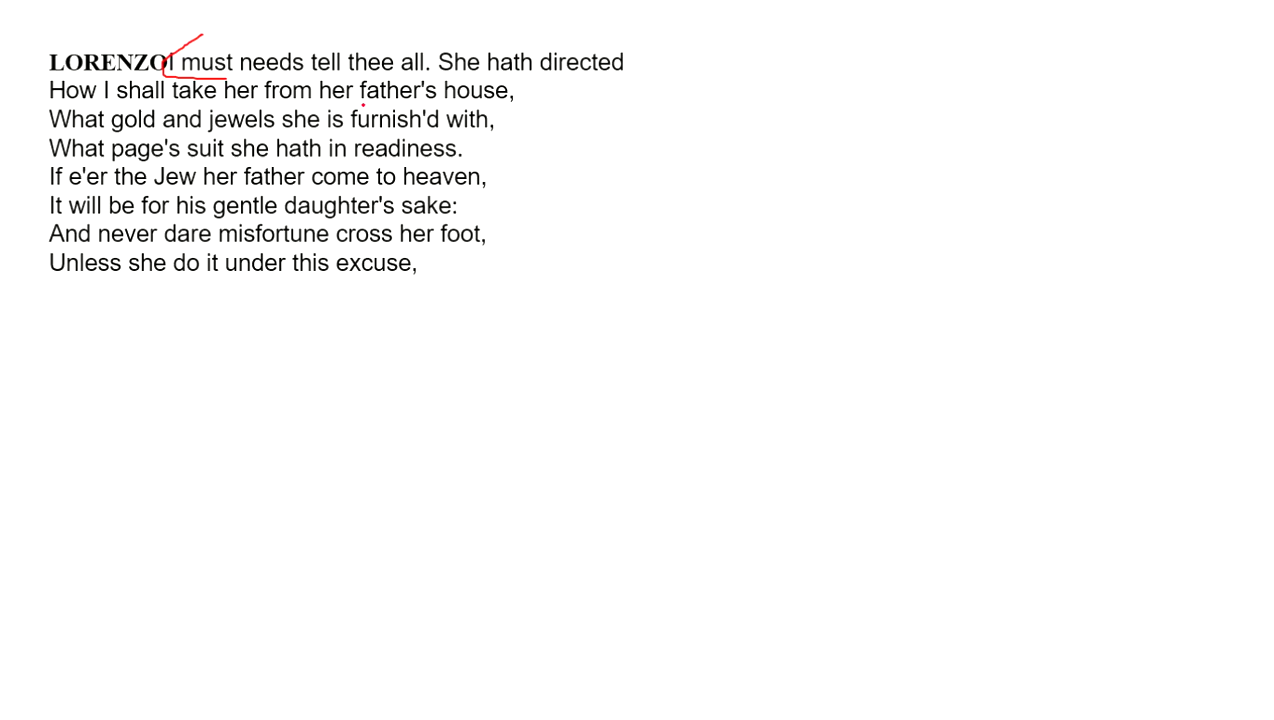 LORENZOI must needs tell thee all. She hath directed
How I shall take her from her father's house,
What gold and jewels she is furnish'd with,
What page's suit she hath in readiness.
If e'er the Jew her father come to heaven,
It will be for his gentle daughter's sake:
And never dare misfortune cross her foot,
Unless she do it under this excuse,